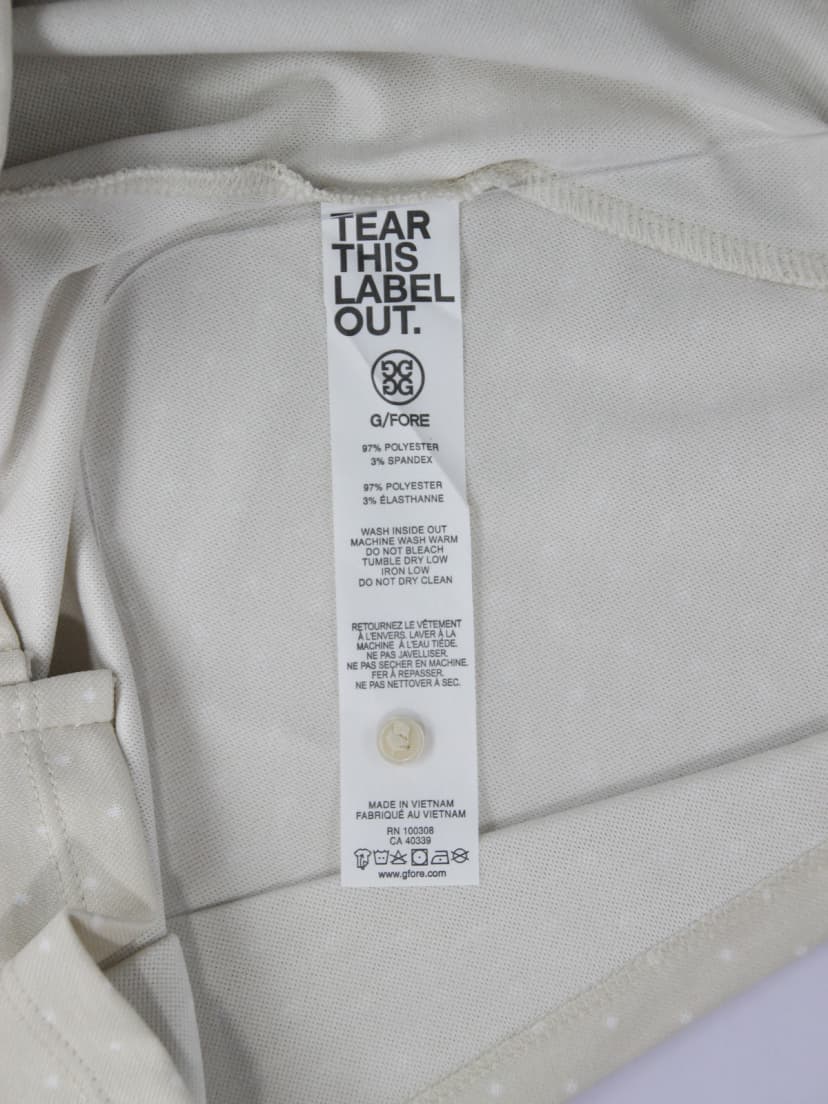 TEAR
THIS
LABEL
OUT.
G/FORE
97% POLYESTER
3% SPANDEX
97% POLYESTER
3% ÉLASTHANNE
WASH INSIDE OUT
MACHINE WASH WARM
DO NOT BLEACH
TUMBLE DRY LOW
IRON LOW
DO NOT DRY CLEAN
RETOURNEZ LE VÊTEMENT
À L'ENVERS. LAVER À LA
MACHINE À L'EAU TIÈDE.
NE PAS JAVELLISER.
NE PAS SECHER EN MACHINE.
FER À REPASSER.
NE PAS NETTOVER À SEC.
MADE IN VIETNAM
FABRIQUÉ AU VIETNAM
RN 100308
CA 40339
www.gfore.com